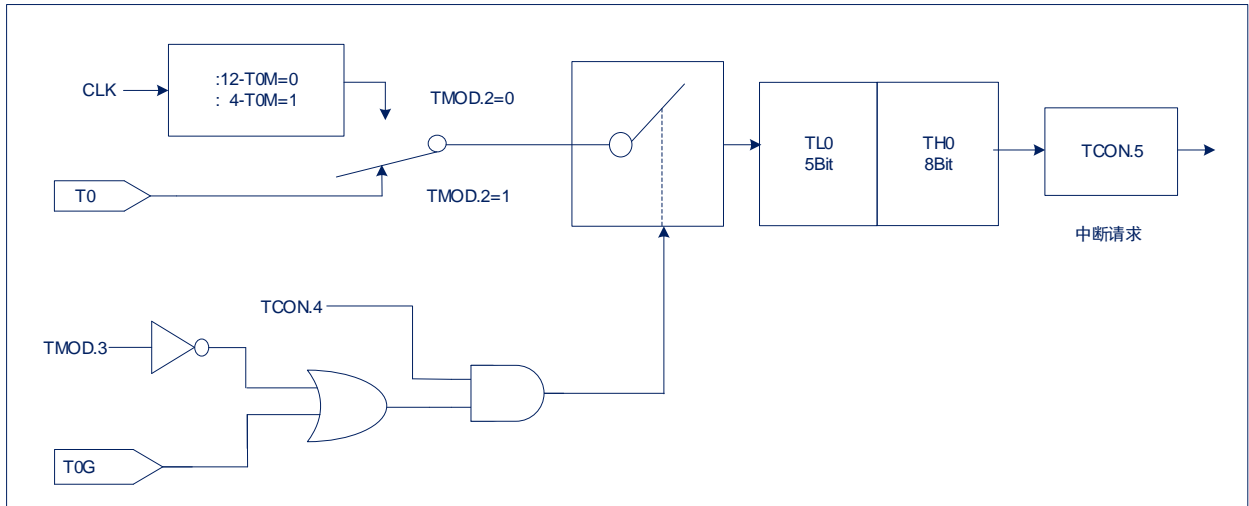 :12-T0M=0
: 4-T0M=1
CLK
TMOD.2=0
T0
TMOD.2=1
TL0
5Bit
TH0
8Bit
TCON.5
中断请求
TCON.4
TMOD.3
T0G